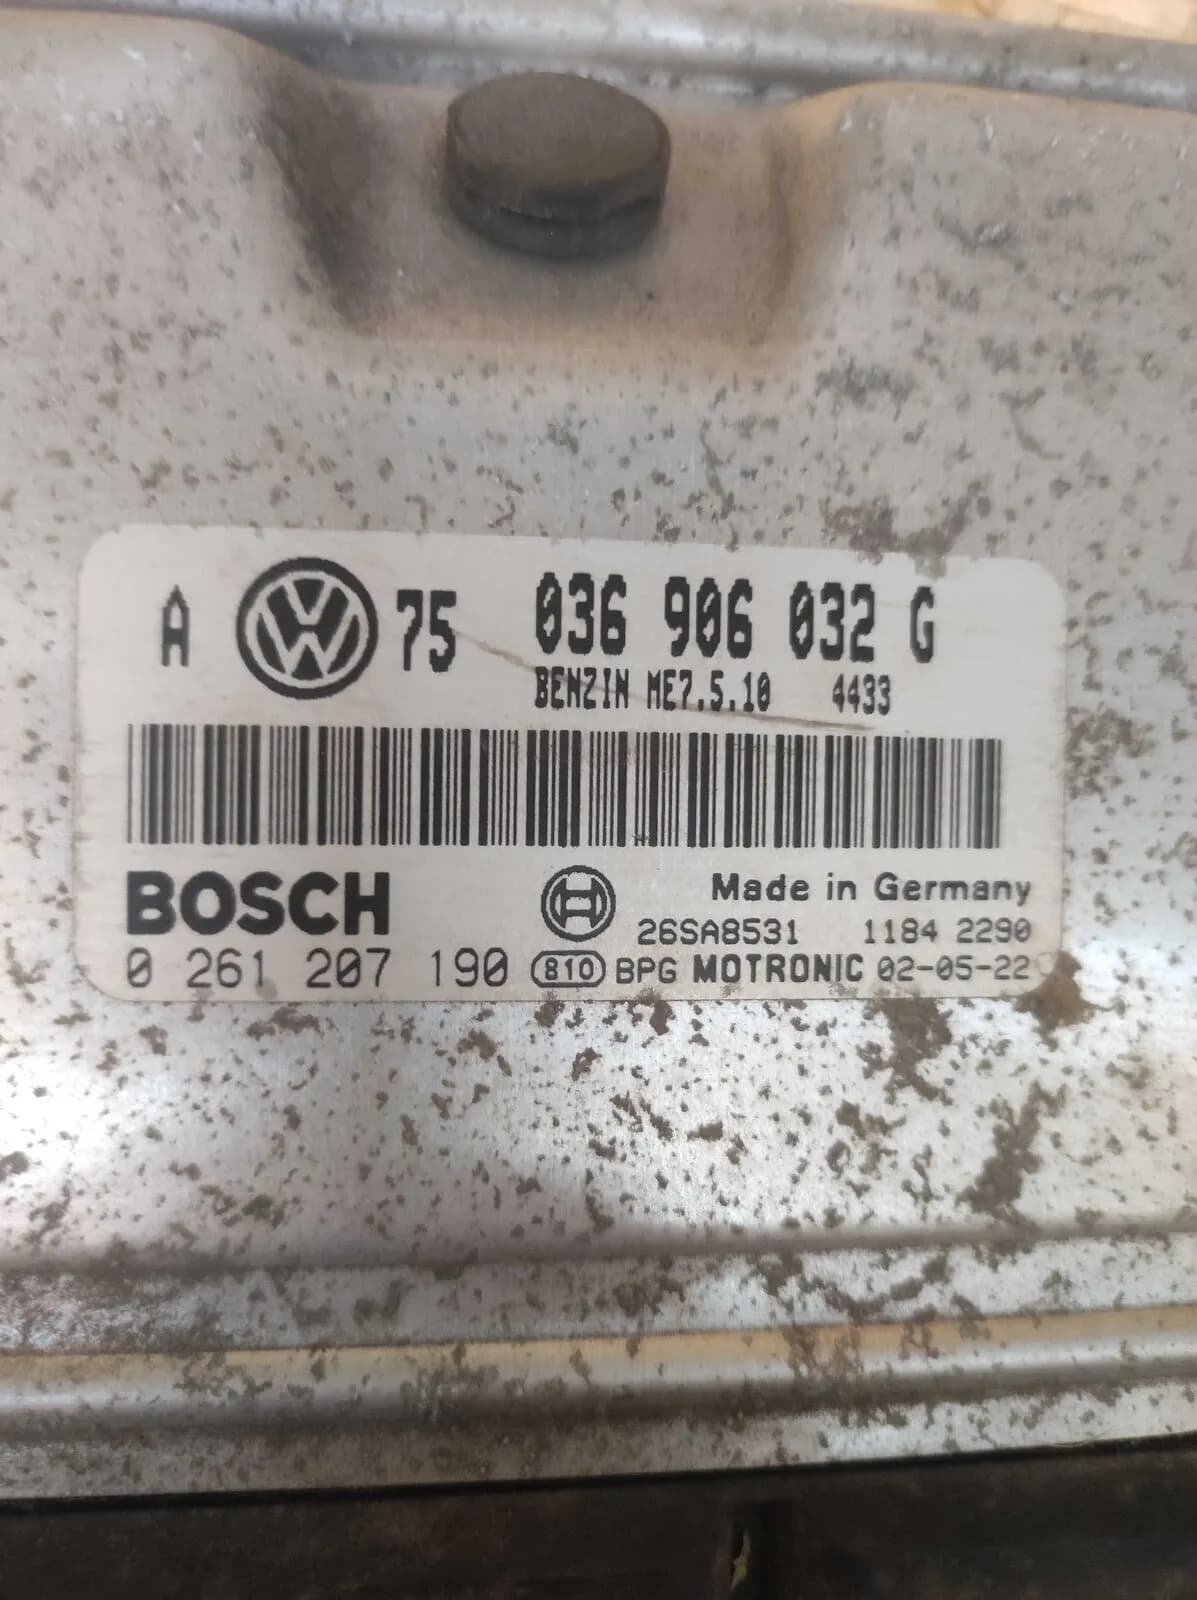 A 75 036 906 032 G
BENZIN ME7.5.10 4433
BOSCH Made in Germany
26SA8531 1184 2290
0 261 207 190 810 BPG MOTRONIC 02-05-22